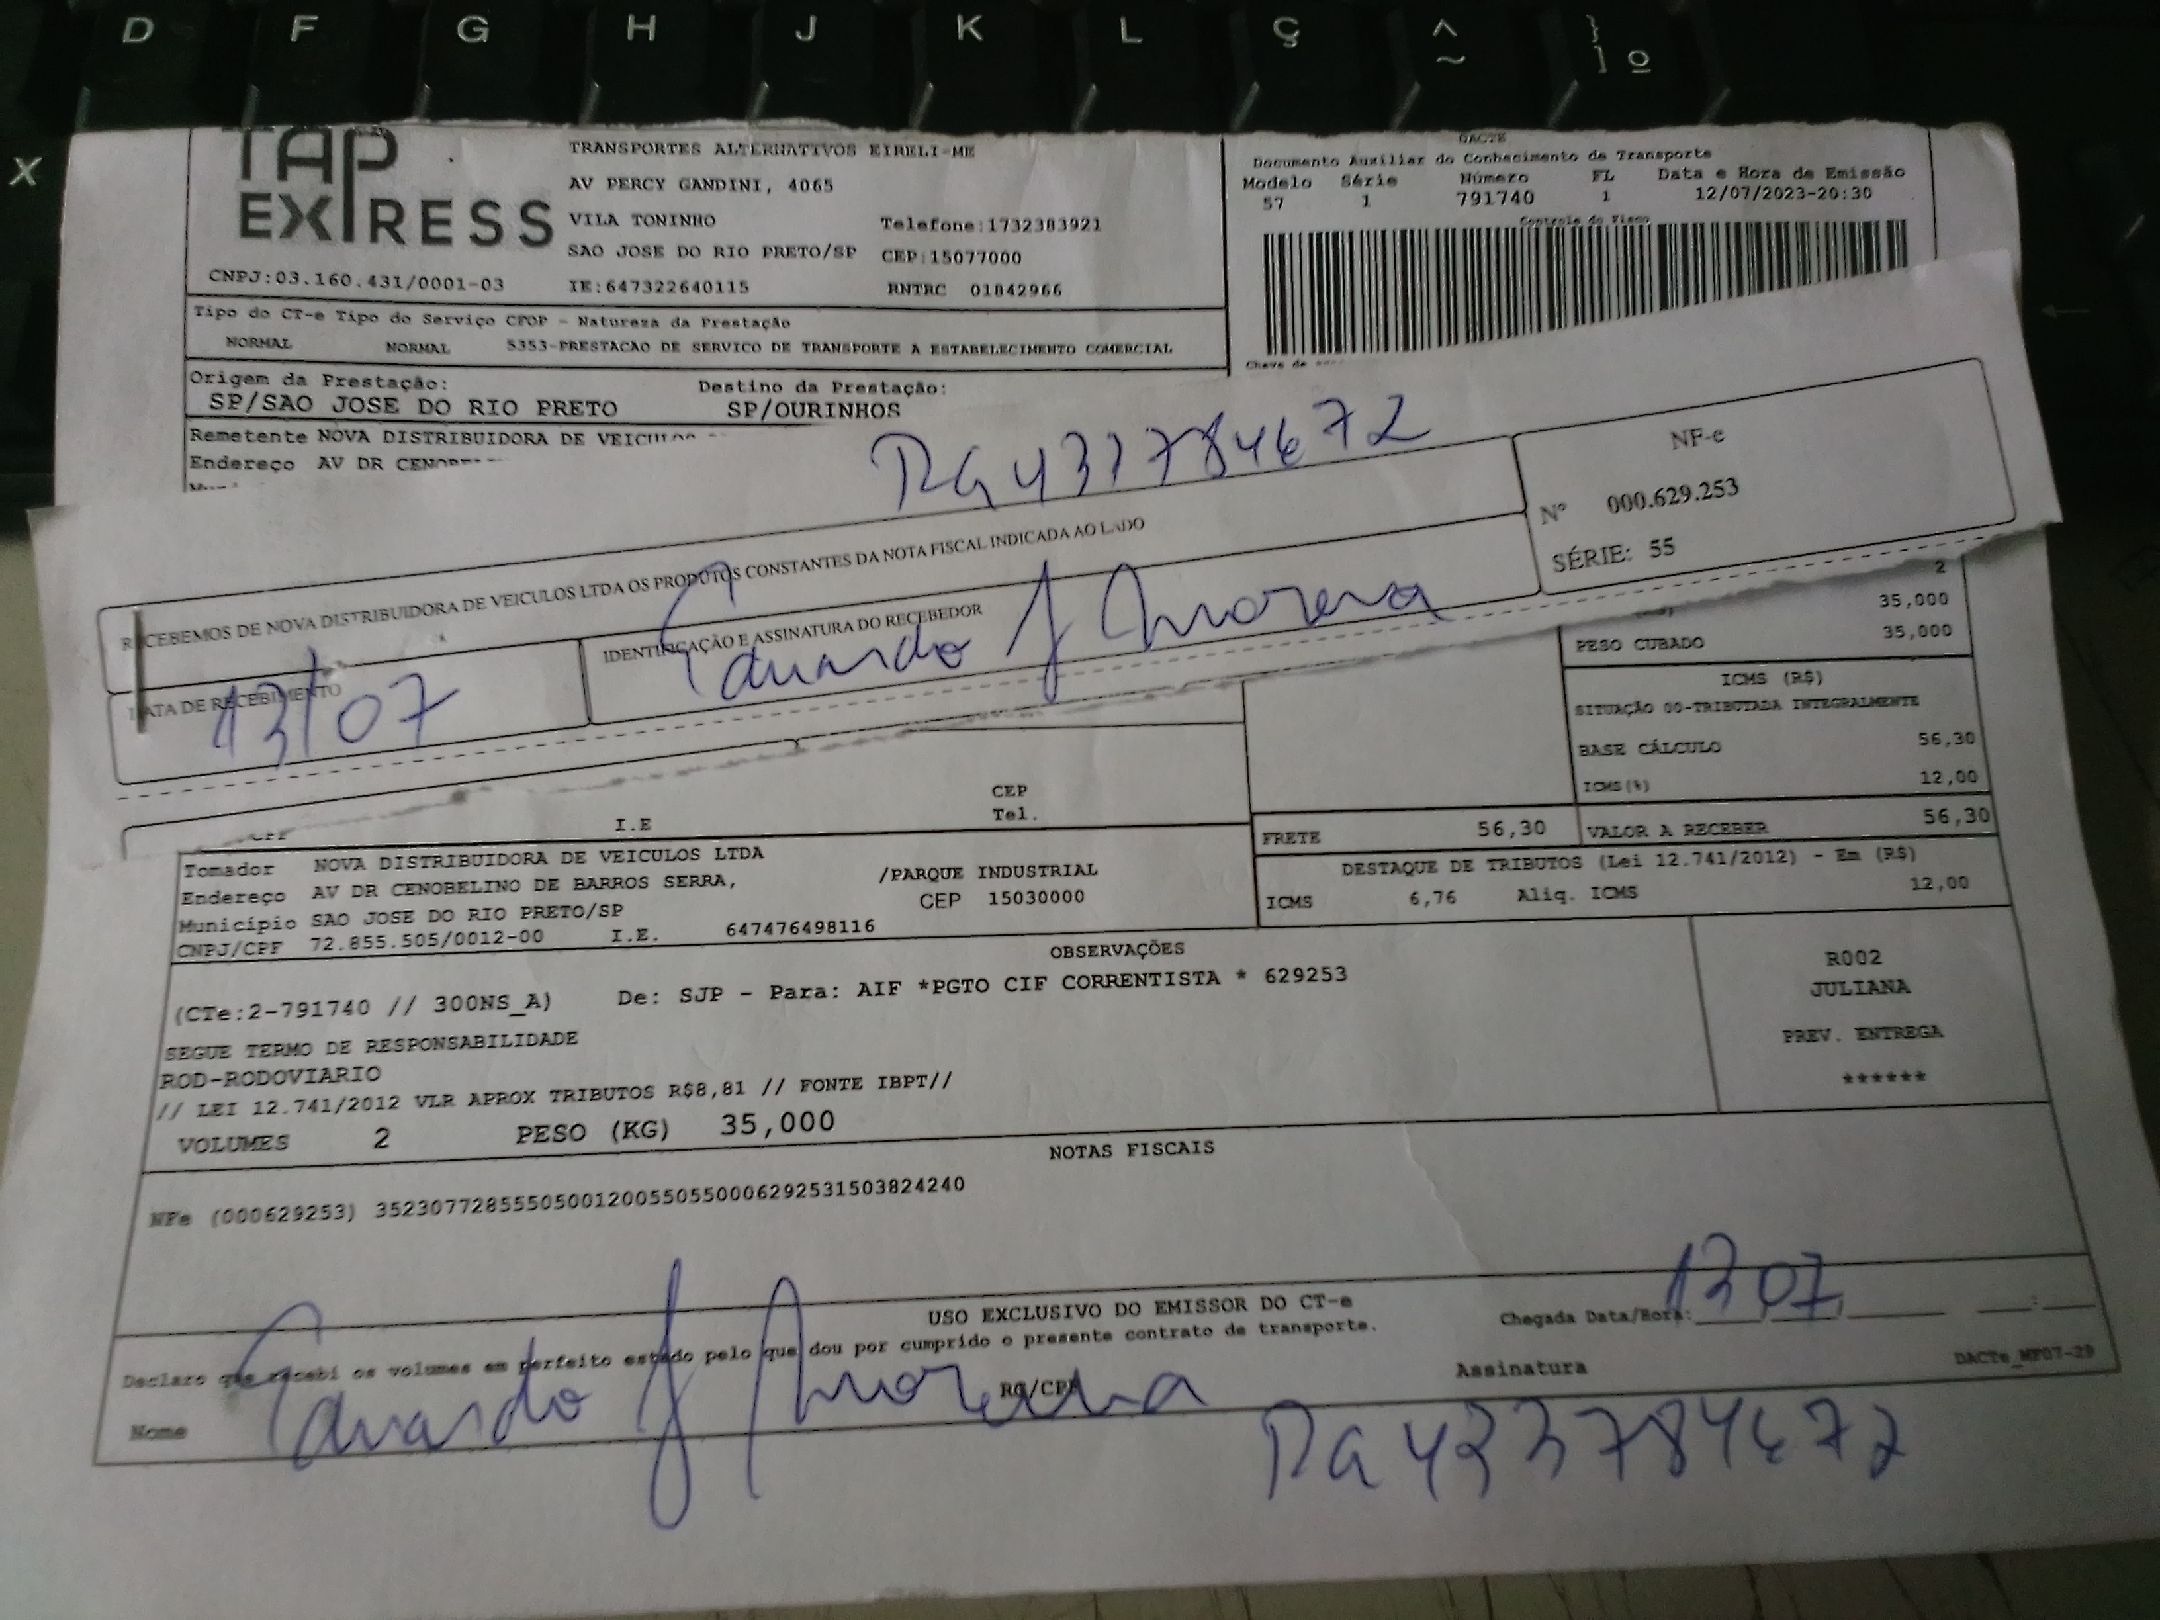 D F G H J K L Ç ^ ~ } ] º
X
TAP EXPRESS
TRANSPORTES ALTERNATIVOS EIRELI-ME
AV PERCY GANDINI, 4065
VILA TONINHO Telefone:1732383921
SAO JOSE DO RIO PRETO/SP CEP:15077000
CNPJ:03.160.431/0001-03 IE:647322640115 RNTRC 01842966
DACTE
Documento Auxiliar do Conhecimento de Transporte
Modelo Série Número FL Data e Hora de Emissão
57 1 791740 1 12/07/2023-20:30
Controle do Fisco
Chave de
Tipo do CT-e Tipo do Serviço CFOP - Natureza da Prestação
NORMAL NORMAL 5353-PRESTACAO DE SERVICO DE TRANSPORTE A ESTABELECIMENTO COMERCIAL
Origem da Prestação: Destino da Prestação:
SP/SAO JOSE DO RIO PRETO SP/OURINHOS
Remetente NOVA DISTRIBUIDORA DE
Endereço AV DR
RG 433784672
NF-e
Nº 000.629.253
SÉRIE: 55
RECEBEMOS DE NOVA DISTRIBUIDORA DE VEICULOS LTDA OS PRODUTOS CONSTANTES DA NOTA FISCAL INDICADA AO LADO
DATA DE RECEBIMENTO IDENTIFICAÇÃO E ASSINATURA DO RECEBEDOR
13/07 Eduardo J Moreira
2
35,000
PESO CUBADO 35,000
ICMS (R$)
SITUAÇÃO 00-TRIBUTADA INTEGRALMENTE
BASE CÁLCULO 56,30
ICMS(%) 12,00
CEP
I.E Tel.
FRETE 56,30 VALOR A RECEBER 56,30
DESTAQUE DE TRIBUTOS (Lei 12.741/2012) - Em (R$)
ICMS 6,76 Aliq. ICMS 12,00
Tomador NOVA DISTRIBUIDORA DE VEICULOS LTDA
Endereço AV DR CENOBELINO DE BARROS SERRA, /PARQUE INDUSTRIAL
Município SAO JOSE DO RIO PRETO/SP CEP 15030000
CNPJ/CPF 72.855.505/0012-00 I.E. 647476498116
OBSERVAÇÕES
(CTe:2-791740 // 300NS_A) De: SJP - Para: AIF *PGTO CIF CORRENTISTA * 629253
SEGUE TERMO DE RESPONSABILIDADE
ROD-RODOVIARIO
// LEI 12.741/2012 VLR APROX TRIBUTOS R$8,81 // FONTE IBPT//
VOLUMES 2 PESO (KG) 35,000
R002
JULIANA
PREV. ENTREGA
******
NOTAS FISCAIS
NFe (000629253) 35230772855505001200550550006292531503824240
USO EXCLUSIVO DO EMISSOR DO CT-e
Declaro que recebi os volumes em perfeito estado pelo que dou por cumprido o presente contrato de transporte.
Chegada Data/Hora: 13/07/ :
Nome Eduardo J Moreira RG/CPF Assinatura DACTe_MF07-29
RG 433784672